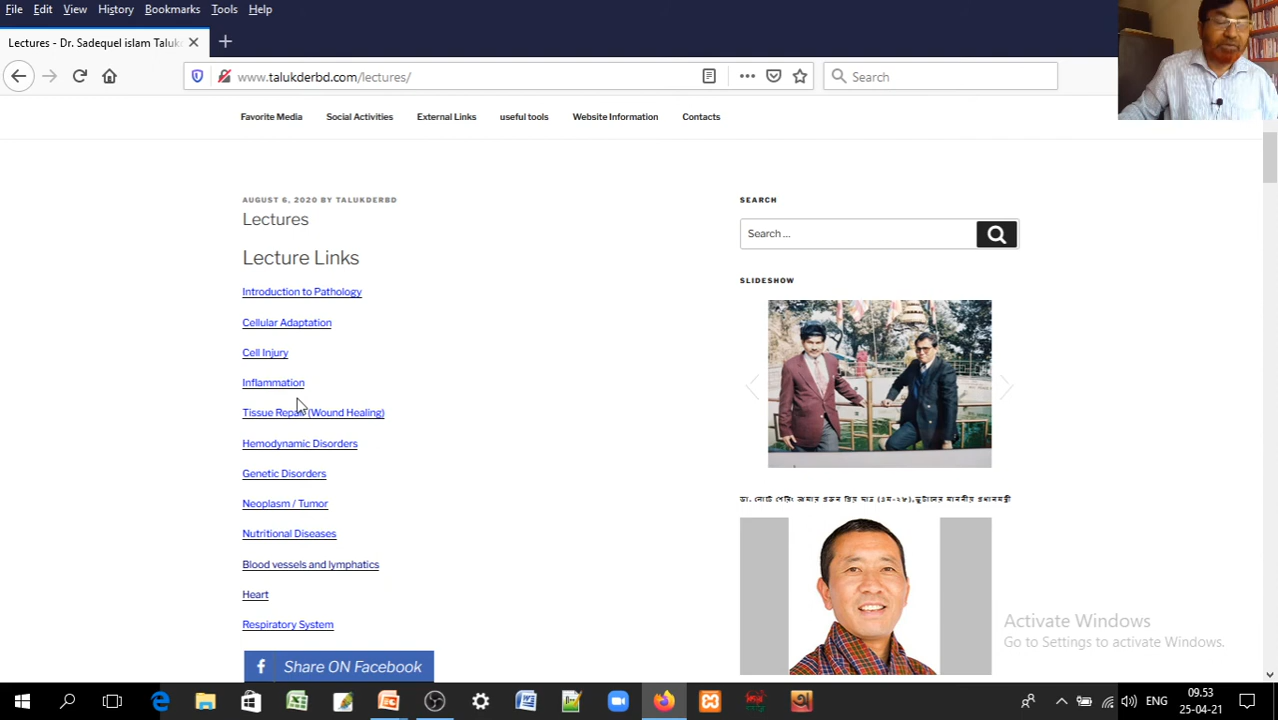 File Edit View History Bookmarks Tools Help
Lectures - Dr. Sadequel islam Taluk
www.talukderbd.com/lectures/
Search
Favorite Media Social Activities External Links useful tools Website Information Contacts
AUGUST 6, 2020 BY TALUKDERBD
Lectures
Lecture Links
Introduction to Pathology
Cellular Adaptation
Cell Injury
Inflammation
Tissue Repair (Wound Healing)
Hemodynamic Disorders
Genetic Disorders
Neoplasm / Tumor
Nutritional Diseases
Blood vessels and lymphatics
Heart
Respiratory System
Share ON Facebook
SEARCH
Search ...
SLIDESHOW
Activate Windows
Go to Settings to activate Windows.
ENG
09.53
25-04-21